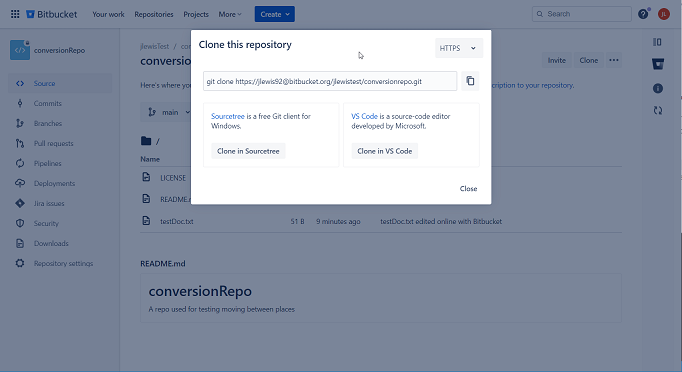 Bitbucket Your work Repositories Projects More Create Search ? JL
conversionRepo
Source
Commits
Branches
Pull requests
Pipelines
Deployments
Jira issues
Security
Downloads
Repository settings
jlewisTest / con
conversi
Invite Clone
Here's where yo
cription to your repository.
main
/
Name
LICENSE
README.m
testDoc.txt 51 B 9 minutes ago testDoc.txt edited online with Bitbucket
README.md
conversionRepo
A repo used for testing moving between places
Clone this repository
HTTPS
git clone https://jlewis92@bitbucket.org/jlewistest/conversionrepo.git
Sourcetree is a free Git client for
Windows.
Clone in Sourcetree
VS Code is a source-code editor
developed by Microsoft.
Clone in VS Code
Close